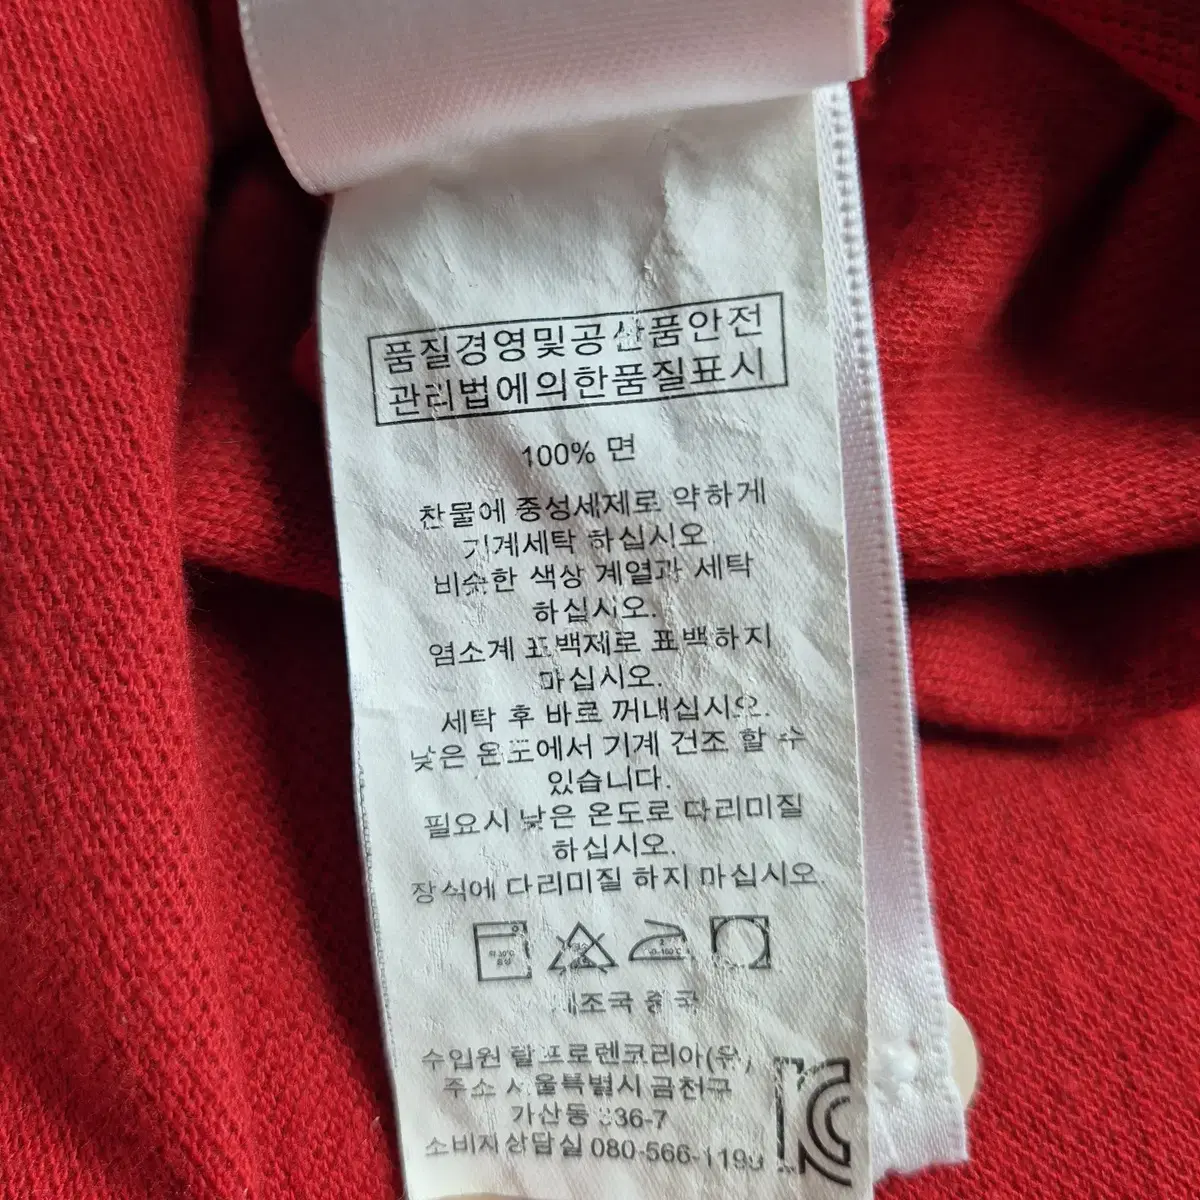 품질경영및공산품안전
관리법에의한품질표시
100% 면
찬물에 중성세제로 약하게
기계세탁 하십시오.
비슷한 색상 계열과 세탁
하십시오.
염소계 표백제로 표백하지
마십시오.
세탁 후 바로 꺼내십시오.
낮은 온도에서 기계 건조 할 수
있습니다.
필요시 낮은 온도로 다리미질
하십시오.
장식에 다리미질 하지 마십시오.
제조국 중국
수입원 랄프로렌코리아(유)
주소 서울특별시 금천구
가산동
소비자상담실